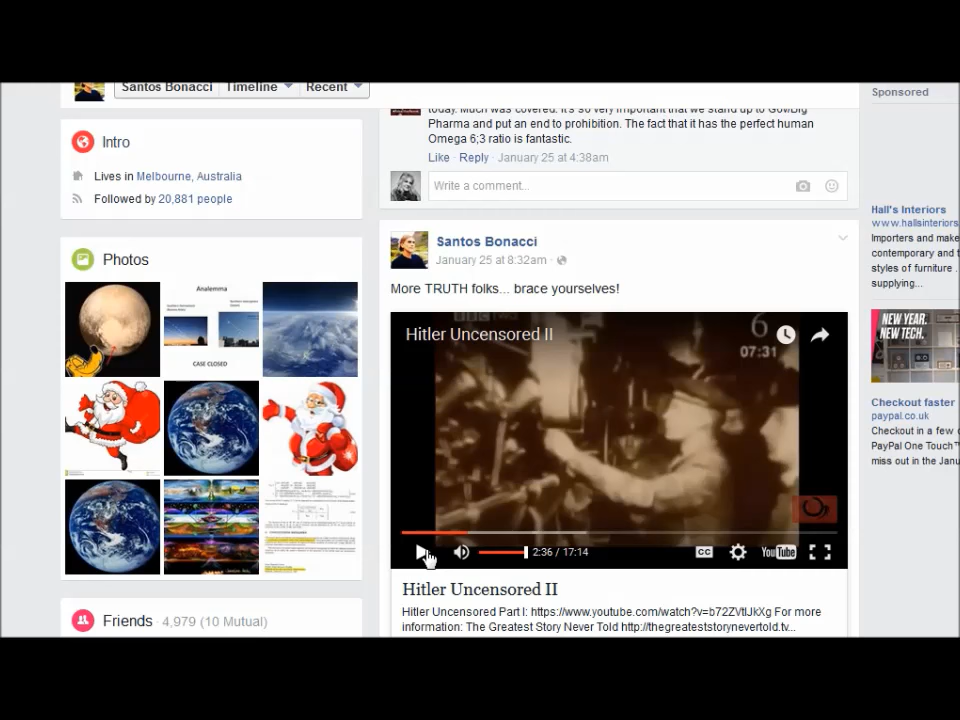 Santos Bonacci Timeline Recent
Intro
Lives in Melbourne, Australia
Followed by 20,881 people
Photos
Analemma
CASE CLOSED
Friends · 4,979 (10 Mutual)
today. Much was covered. It's so very important that we stand up to Gov/Big
Pharma and put an end to prohibition. The fact that it has the perfect human
Omega 6;3 ratio is fantastic.
Like · Reply · January 25 at 4:38am
Write a comment...
Santos Bonacci
January 25 at 8:32am ·
More TRUTH folks... brace yourselves!
Hitler Uncensored II
BBC TWO
6
07:31
2:36 / 17:14
CC
YouTube
Hitler Uncensored II
Hitler Uncensored Part I: https://www.youtube.com/watch?v=b72ZVtIJkXg For more
information: The Greatest Story Never Told http://thegreateststorynevertold.tv...
Sponsored
Hall's Interiors
www.hallsinteriors
Importers and make
contemporary and t
styles of furniture .
supplying...
NEW YEAR.
NEW TECH.
Checkout faster
paypal.co.uk
Check out in a few c
PayPal One Touch™
miss out in the Janu